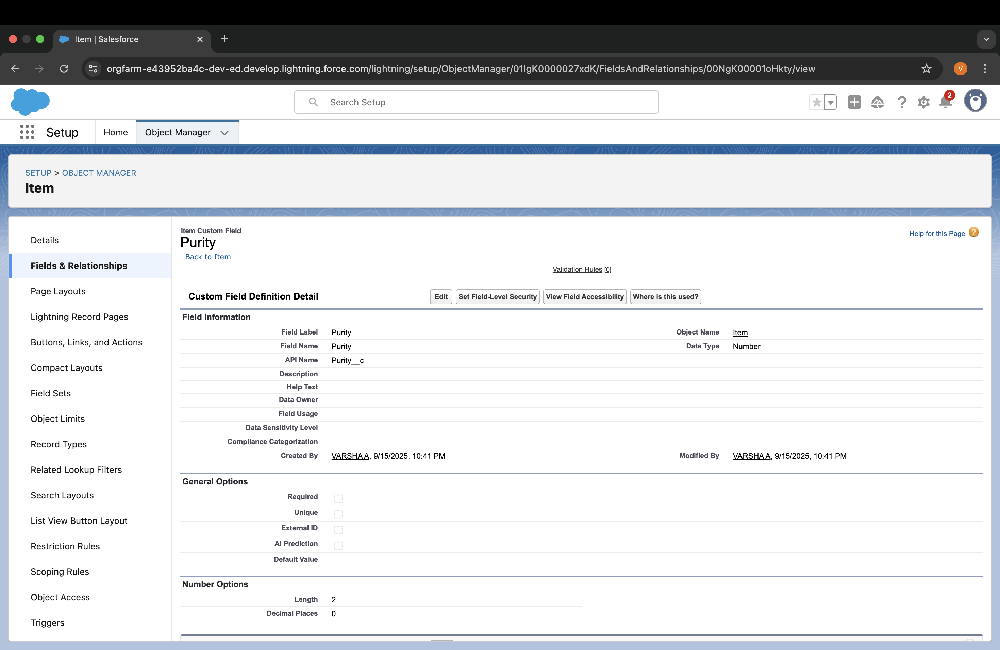 Item | Salesforce
orgfarm-e43952ba4c-dev-ed.develop.lightning.force.com/lightning/setup/ObjectManager/01IgK0000027xdK/FieldsAndRelationships/00NgK00001oHkty/view
V
Search Setup
2
Setup
Home
Object Manager
SETUP > OBJECT MANAGER
Item
Details
Fields & Relationships
Page Layouts
Lightning Record Pages
Buttons, Links, and Actions
Compact Layouts
Field Sets
Object Limits
Record Types
Related Lookup Filters
Search Layouts
List View Button Layout
Restriction Rules
Scoping Rules
Object Access
Triggers
Item Custom Field
Purity
Back to Item
Help for this Page ?
Validation Rules [0]
Custom Field Definition Detail
Edit
Set Field-Level Security
View Field Accessibility
Where is this used?
Field Information
Field Label Purity Object Name Item
Field Name Purity Data Type Number
API Name Purity__c
Description
Help Text
Data Owner
Field Usage
Data Sensitivity Level
Compliance Categorization
Created By VARSHA A, 9/15/2025, 10:41 PM Modified By VARSHA A, 9/15/2025, 10:41 PM
General Options
Required
Unique
External ID
AI Prediction
Default Value
Number Options
Length 2
Decimal Places 0